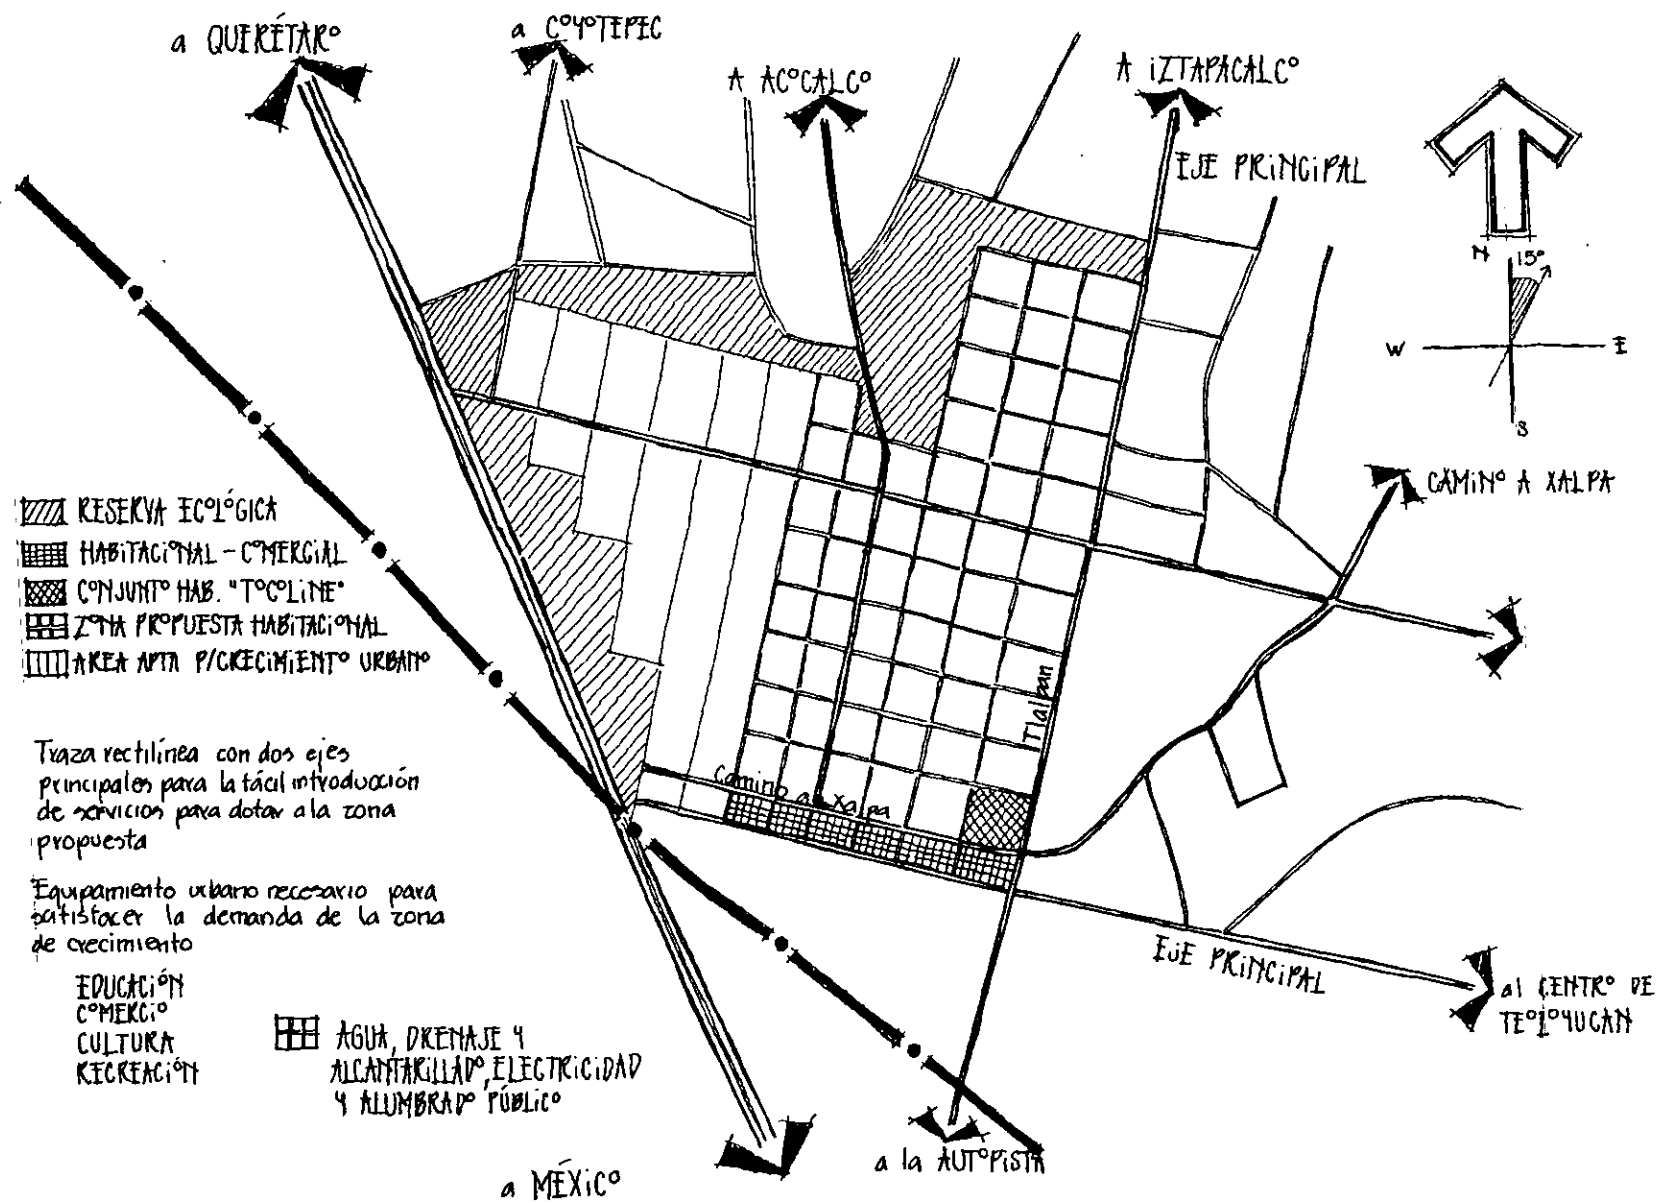 a QUERÉTARO
a COYOTEPEC
A ACOCALCO
A IZTAPACALCO
EJE PRINCIPAL
N 15°
W E
S
CAMINO A XALPA
RESERVA ECOLÓGICA
HABITACIONAL - COMERCIAL
CONJUNTO HAB. "TOCOLINE"
ZONA PROPUESTA HABITACIONAL
AREA APTA P/CRECIMIENTO URBANO
Tlalpan
Camino a Xalpa
Traza rectilínea con dos ejes
principales para la fácil introducción
de servicios para dotar a la zona
propuesta
Equipamiento urbano necesario para
satisfacer la demanda de la zona
de crecimiento
EDUCACIÓN
COMERCIO
CULTURA
RECREACIÓN
AGUA, DRENAJE Y
ALCANTARILLADO, ELECTRICIDAD
Y ALUMBRADO PÚBLICO
EJE PRINCIPAL
al CENTRO DE
TEOLOYUCAN
a la AUTOPISTA
a MÉXICO